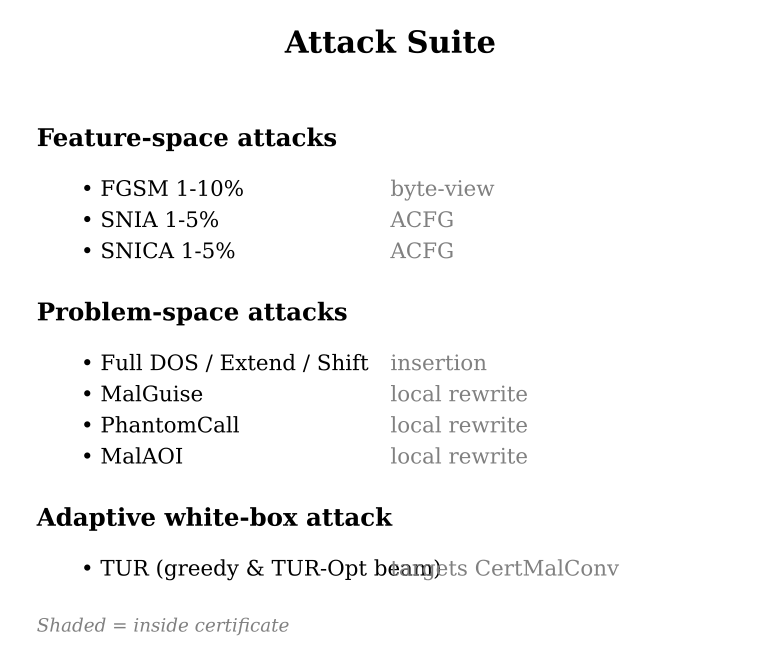 Attack Suite
Feature-space attacks
• FGSM 1-10% byte-view
• SNIA 1-5% ACFG
• SNICA 1-5% ACFG
Problem-space attacks
• Full DOS / Extend / Shift insertion
• MalGuise local rewrite
• PhantomCall local rewrite
• MalAOI local rewrite
Adaptive white-box attack
• TUR (greedy & TUR-Opt beam) targets CertMalConv
Shaded = inside certificate